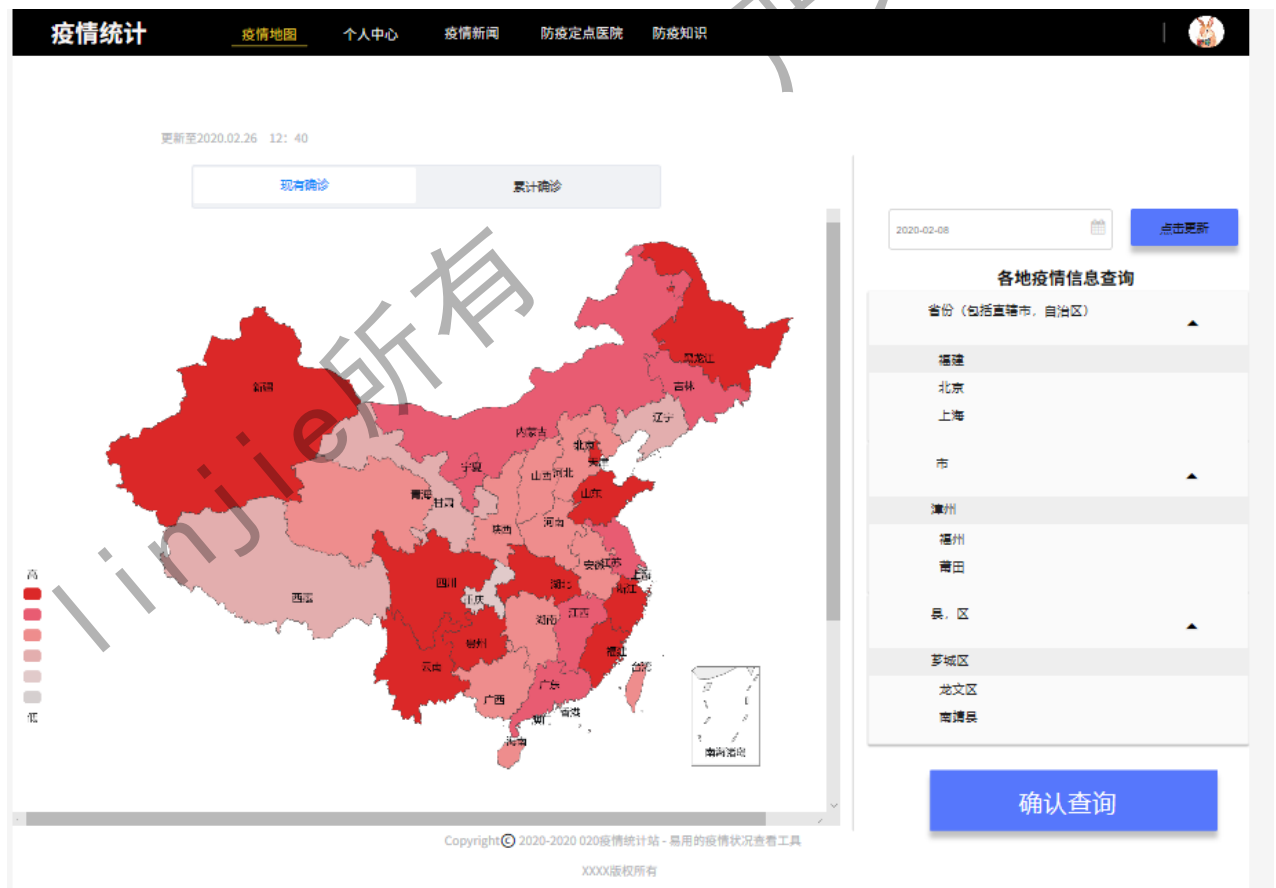 疫情统计 疫情地图 个人中心 疫情新闻 防疫定点医院 防疫知识
更新至2020.02.26 12：40
现有确诊 累计确诊
2020-02-08 点击更新
各地疫情信息查询
省份（包括直辖市，自治区）
福建
北京
上海
市
漳州
福州
莆田
县，区
芗城区
龙文区
南靖县
确认查询
黑龙江
新疆
吉林
辽宁
内蒙古
北京
天津
宁夏
山西
河北
青海
甘肃
山东
陕西
河南
安徽
江苏
上海
四川
湖北
浙江
重庆
西藏
湖南
江西
贵州
福建
云南
台湾
广东
广西
香港
澳门
海南
南海诸岛
高
低
linjie所有
Copyright© 2020-2020 020疫情统计站 - 易用的疫情状况查看工具
XXXX版权所有